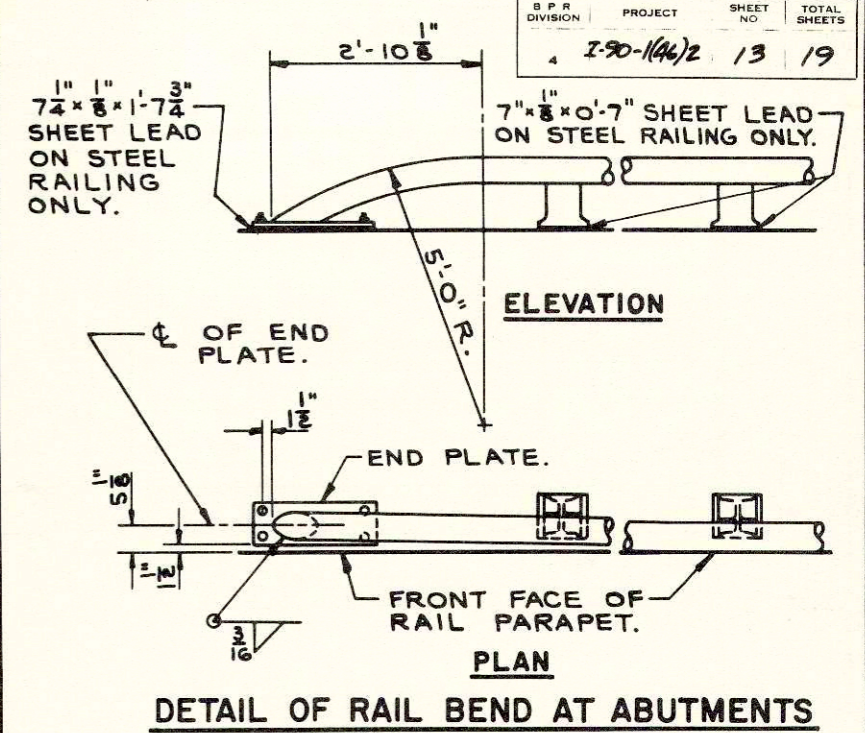 B P R DIVISION PROJECT SHEET NO TOTAL SHEETS
4 I-90-1(46)2 13 19
2'-10 1/8"
7 1/4" x 1/8" x 1'-7 3/4"
SHEET LEAD
ON STEEL
RAILING
ONLY.
7" x 1/8" x 0'-7" SHEET LEAD
ON STEEL RAILING ONLY.
5'-0" R.
ELEVATION
℄ OF END
PLATE.
1 1/2"
END PLATE.
5 1/8"
1 1/2"
FRONT FACE OF
RAIL PARAPET.
3/16
PLAN
DETAIL OF RAIL BEND AT ABUTMENTS